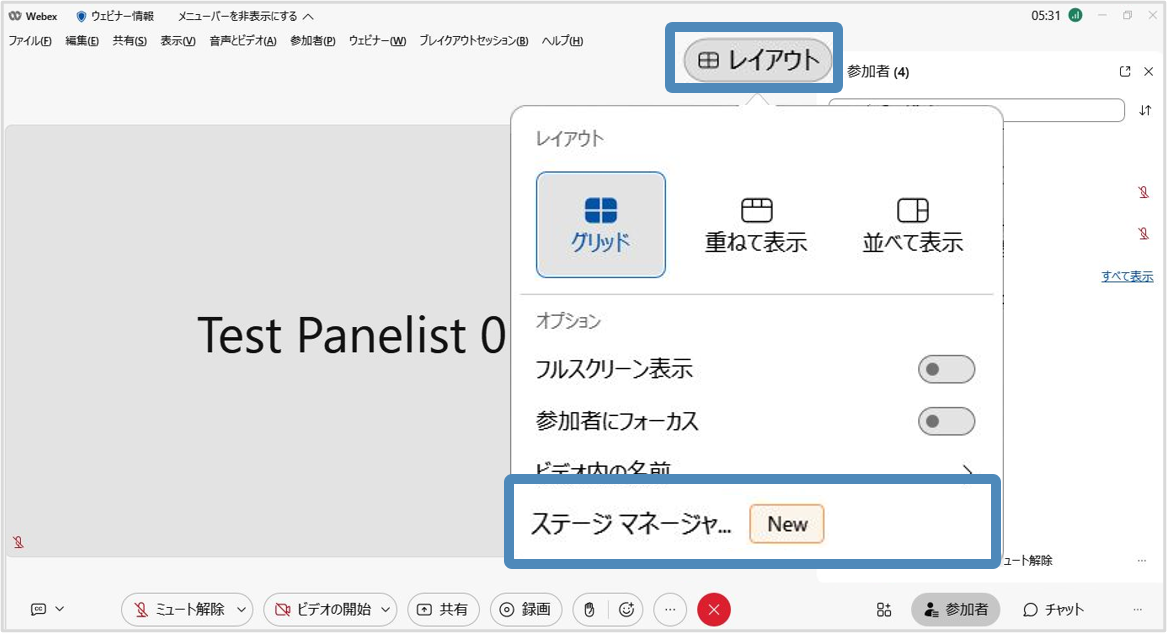 Webex ウェビナー情報 メニューバーを非表示にする 05:31
ファイル(F) 編集(E) 共有(S) 表示(V) 音声とビデオ(A) 参加者(P) ウェビナー(W) ブレイクアウトセッション(B) ヘルプ(H)
レイアウト
参加者 (4)
レイアウト
グリッド 重ねて表示 並べて表示
すべて表示
Test Panelist 0
オプション
フルスクリーン表示
参加者にフォーカス
ビデオ内の名前
ステージ マネージャ... New
ュート解除 ...
ミュート解除 ビデオの開始 共有 録画 ... 参加者 チャット ...